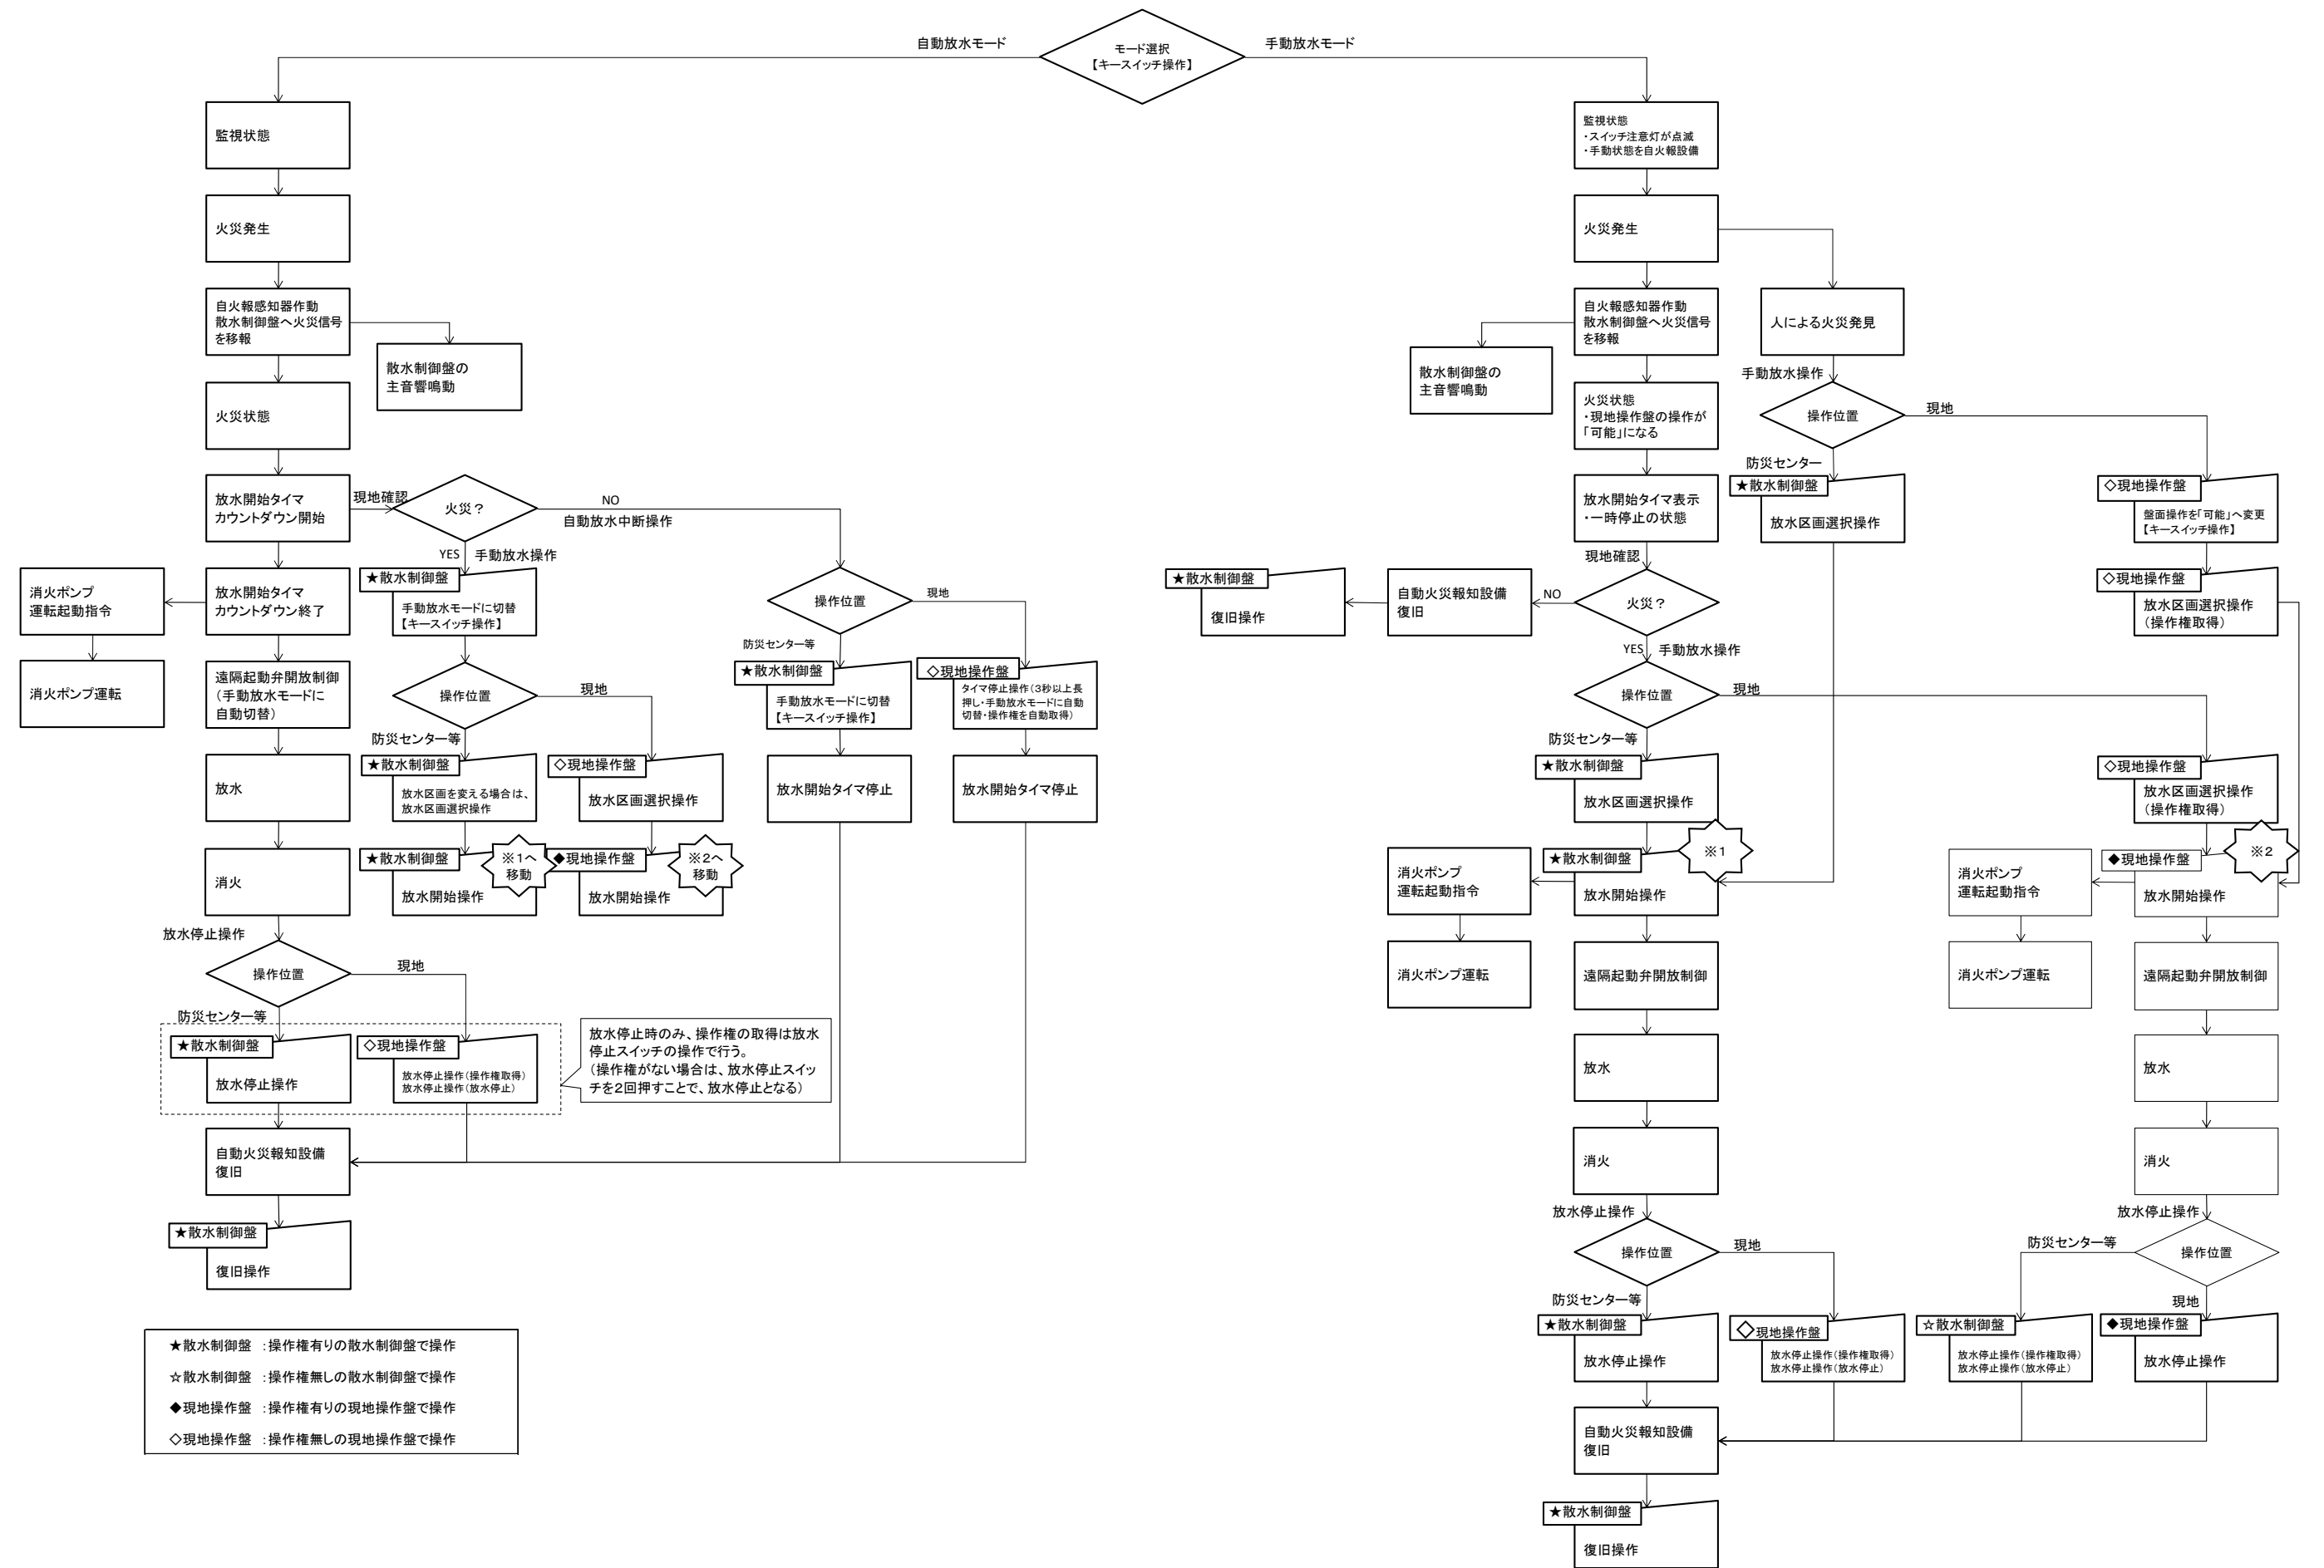 モード選択
【キースイッチ操作】
自動放水モード
手動放水モード
監視状態
火災発生
自火報感知器作動
散水制御盤へ火災信号
を移報
散水制御盤の
主音響鳴動
火災状態
放水開始タイマ
カウントダウン開始
現地確認
火災？
NO
自動放水中断操作
YES
手動放水操作
放水開始タイマ
カウントダウン終了
消火ポンプ
運転起動指令
消火ポンプ運転
遠隔起動弁開放制御
（手動放水モードに
自動切替）
★散水制御盤
手動放水モードに切替
【キースイッチ操作】
操作位置
現地
防災センター等
★散水制御盤
放水区画を変える場合は、
放水区画選択操作
◇現地操作盤
放水区画選択操作
★散水制御盤
放水開始操作
※1へ
移動
◆現地操作盤
放水開始操作
※2へ
移動
操作位置
現地
防災センター等
★散水制御盤
手動放水モードに切替
【キースイッチ操作】
◇現地操作盤
タイマ停止操作（3秒以上長
押し・手動放水モードに自動
切替・操作権を自動取得）
放水開始タイマ停止
放水開始タイマ停止
放水
消火
放水停止操作
操作位置
現地
防災センター等
★散水制御盤
放水停止操作
◇現地操作盤
放水停止操作（操作権取得）
放水停止操作（放水停止）
放水停止時のみ、操作権の取得は放水
停止スイッチの操作で行う。
（操作権がない場合は、放水停止スイッ
チを2回押すことで、放水停止となる）
自動火災報知設備
復旧
★散水制御盤
復旧操作
★散水制御盤　：操作権有りの散水制御盤で操作
☆散水制御盤　：操作権無しの散水制御盤で操作
◆現地操作盤　：操作権有りの現地操作盤で操作
◇現地操作盤　：操作権無しの現地操作盤で操作
監視状態
・スイッチ注意灯が点滅
・手動状態を自火報設備
火災発生
自火報感知器作動
散水制御盤へ火災信号
を移報
散水制御盤の
主音響鳴動
人による火災発見
火災状態
・現地操作盤の操作が
「可能」になる
手動放水操作
操作位置
現地
防災センター
★散水制御盤
放水区画選択操作
◇現地操作盤
盤面操作を「可能」へ変更
【キースイッチ操作】
◇現地操作盤
放水区画選択操作
（操作権取得）
放水開始タイマ表示
・一時停止の状態
現地確認
火災？
NO
自動火災報知設備
復旧
★散水制御盤
復旧操作
YES
手動放水操作
操作位置
現地
防災センター等
★散水制御盤
放水区画選択操作
◇現地操作盤
放水区画選択操作
（操作権取得）
★散水制御盤
放水開始操作
※1
消火ポンプ
運転起動指令
消火ポンプ運転
◆現地操作盤
放水開始操作
※2
消火ポンプ
運転起動指令
消火ポンプ運転
遠隔起動弁開放制御
遠隔起動弁開放制御
放水
放水
消火
消火
放水停止操作
操作位置
現地
防災センター等
放水停止操作
操作位置
防災センター等
現地
★散水制御盤
放水停止操作
◇現地操作盤
放水停止操作（操作権取得）
放水停止操作（放水停止）
☆散水制御盤
放水停止操作（操作権取得）
放水停止操作（放水停止）
◆現地操作盤
放水停止操作
自動火災報知設備
復旧
★散水制御盤
復旧操作